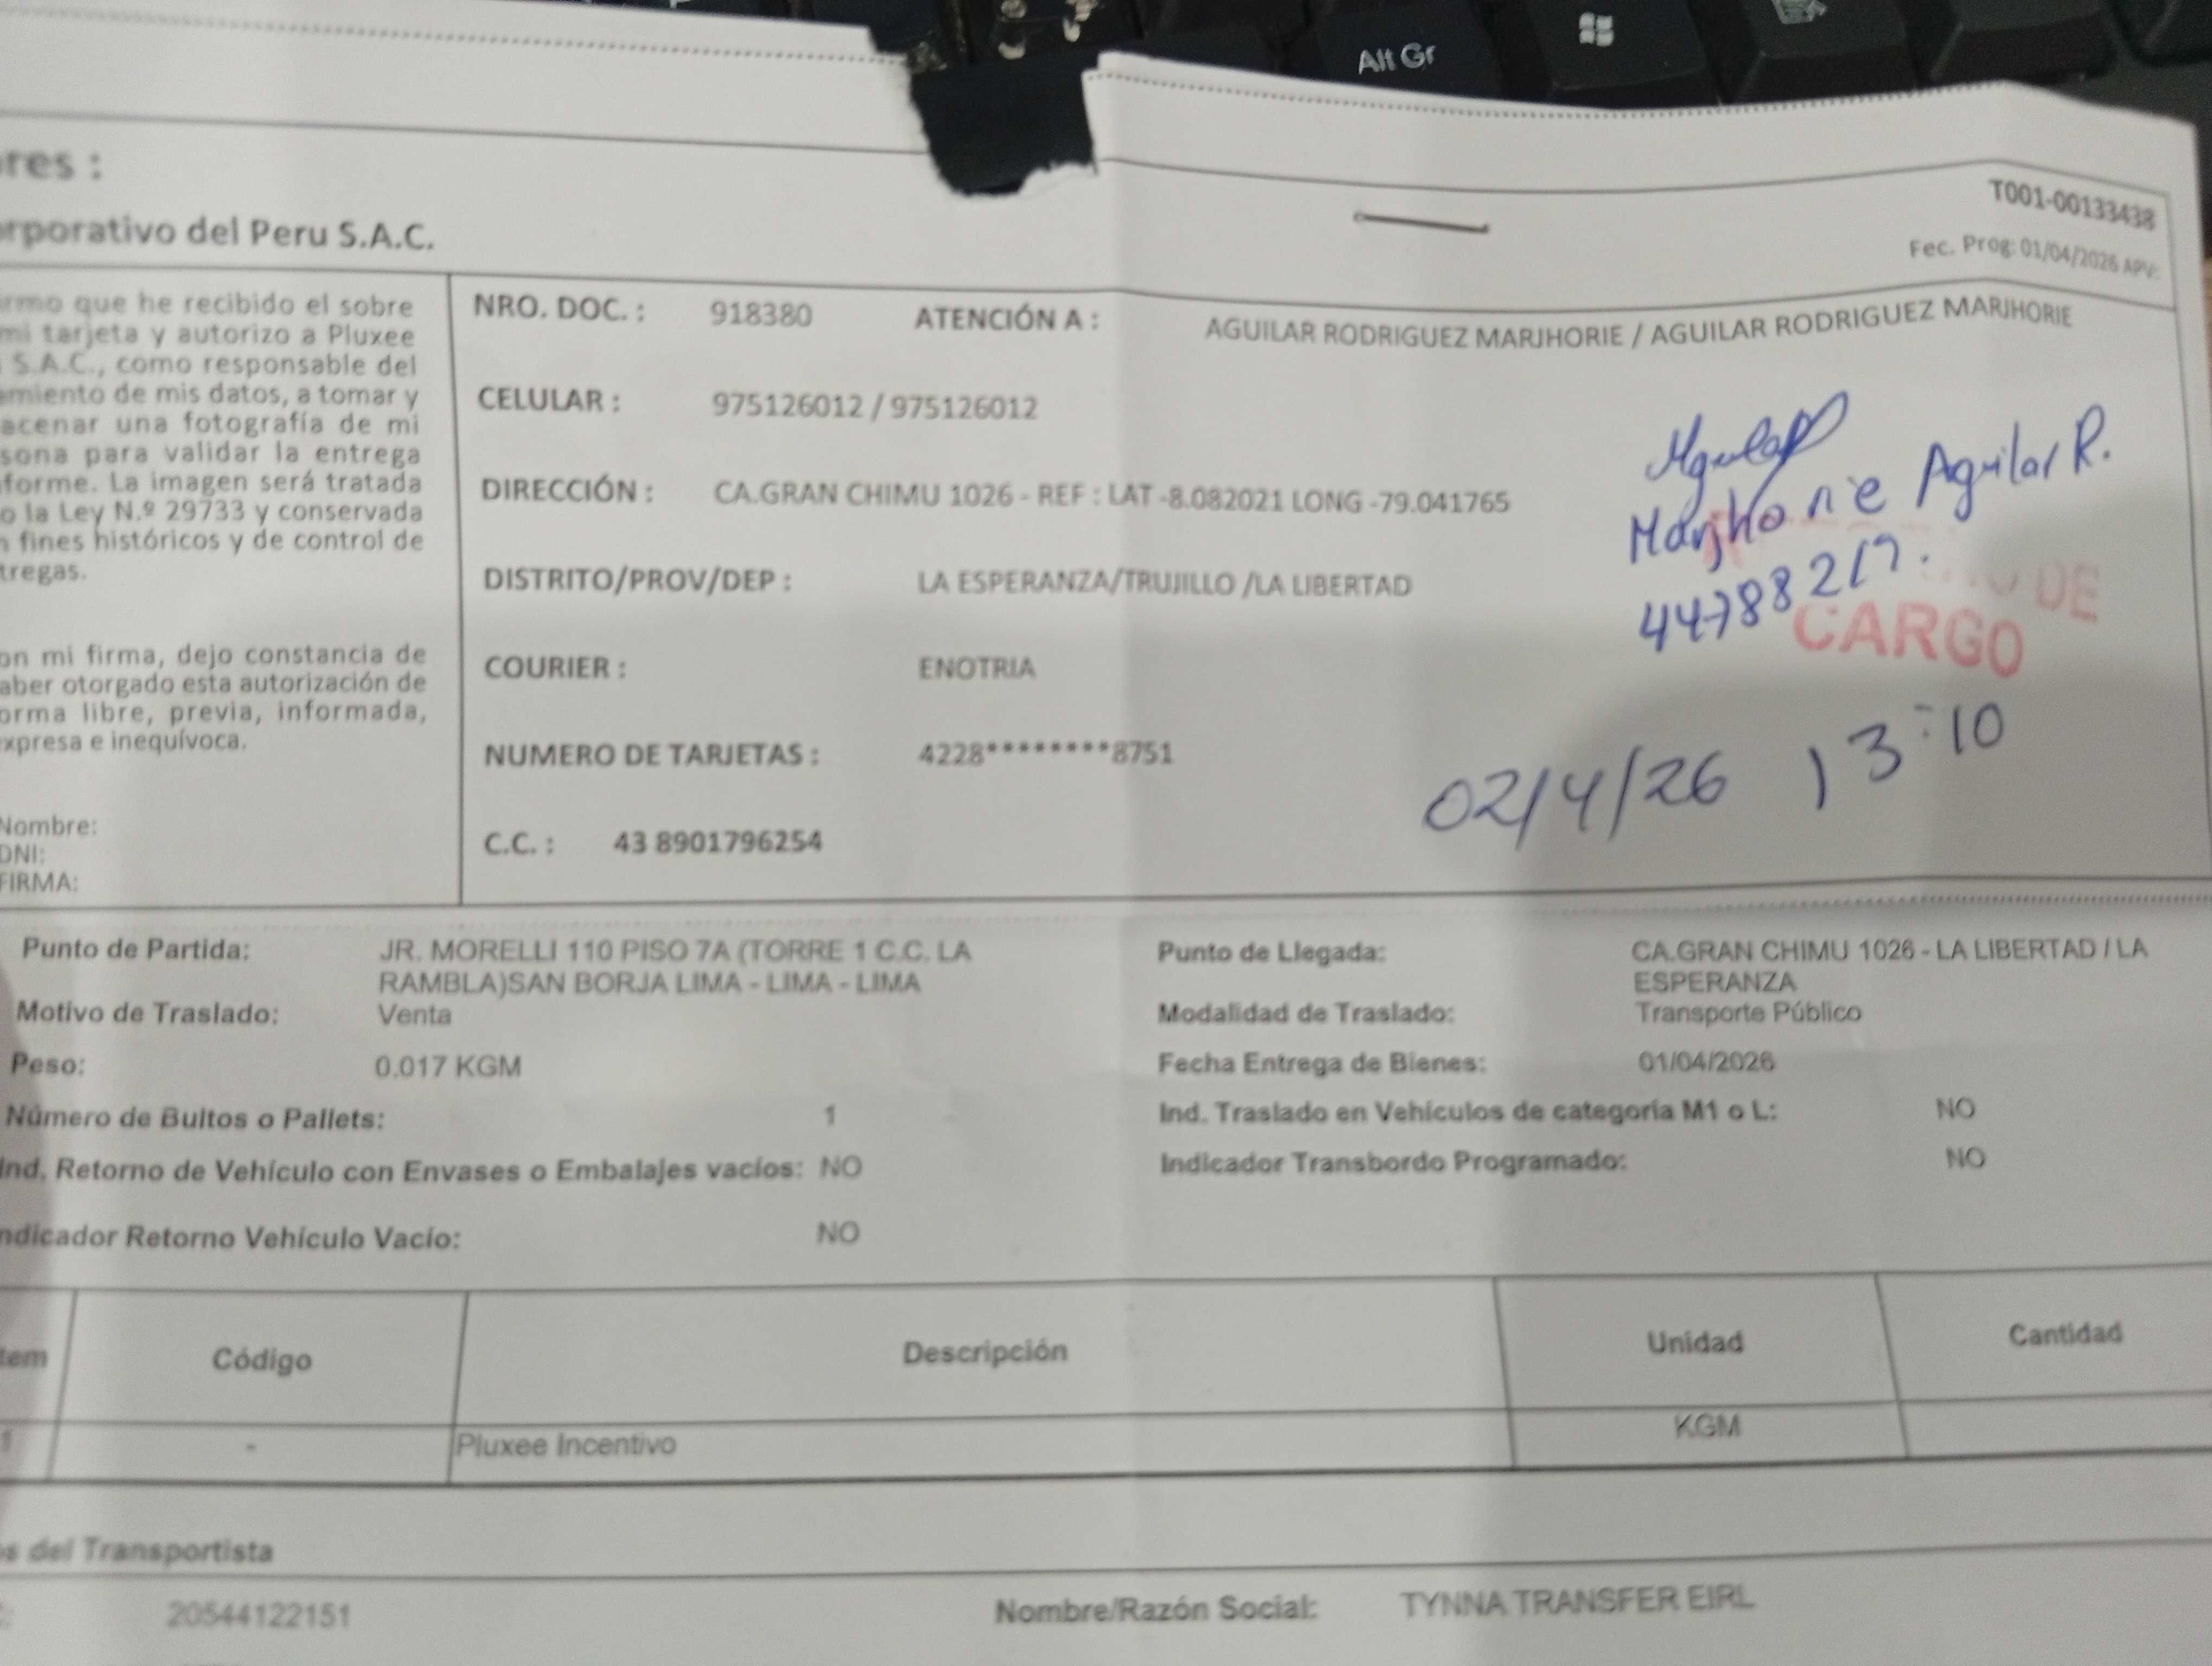 Alt Gr
res :
T001-00133438
rporativo del Peru S.A.C.
Fec. Prog: 01/04/2026 APV:
rmo que he recibido el sobre
mi tarjeta y autorizo a Pluxee
S.A.C., como responsable del
amiento de mis datos, a tomar y
acenar una fotografía de mi
sona para validar la entrega
forme. La imagen será tratada
o la Ley N.º 29733 y conservada
n fines históricos y de control de
tregas.
on mi firma, dejo constancia de
aber otorgado esta autorización de
orma libre, previa, informada,
xpresa e inequívoca.
Nombre:
DNI:
FIRMA:
NRO. DOC. : 918380 ATENCIÓN A : AGUILAR RODRIGUEZ MARJHORIE / AGUILAR RODRIGUEZ MARJHORIE
CELULAR : 975126012 / 975126012
DIRECCIÓN : CA.GRAN CHIMU 1026 - REF : LAT -8.082021 LONG -79.041765
DISTRITO/PROV/DEP : LA ESPERANZA/TRUJILLO /LA LIBERTAD
COURIER : ENOTRIA
NUMERO DE TARJETAS : 4228********8751
C.C. : 43 8901796254
Marjhorie Aguilar R.
44788217.
DE
CARGO
02/4/26 13:10
Punto de Partida: JR. MORELLI 110 PISO 7A (TORRE 1 C.C. LA
RAMBLA)SAN BORJA LIMA - LIMA - LIMA
Punto de Llegada: CA.GRAN CHIMU 1026 - LA LIBERTAD / LA
ESPERANZA
Motivo de Traslado: Venta
Modalidad de Traslado: Transporte Público
Peso: 0.017 KGM
Fecha Entrega de Bienes: 01/04/2026
Número de Bultos o Pallets: 1
Ind. Traslado en Vehículos de categoría M1 o L: NO
Ind. Retorno de Vehículo con Envases o Embalajes vacíos: NO
Indicador Transbordo Programado: NO
ndicador Retorno Vehículo Vacío: NO
tem Código Descripción Unidad Cantidad
1 - Pluxee Incentivo KGM
s del Transportista
20544122151 Nombre/Razón Social: TYNNA TRANSFER EIRL